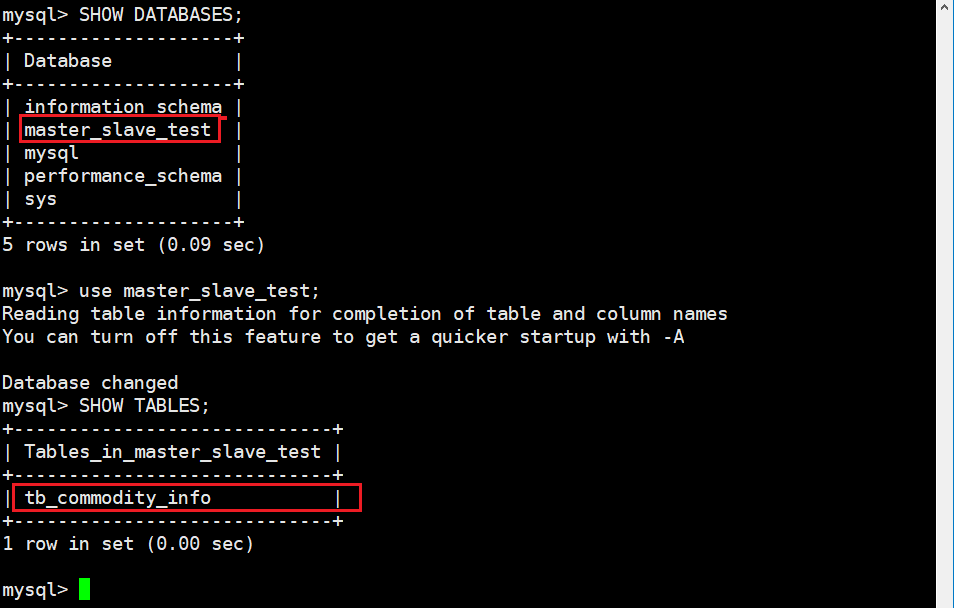 mysql> SHOW DATABASES;
+--------------------+
| Database           |
+--------------------+
| information_schema |
| master_slave_test  |
| mysql              |
| performance_schema |
| sys                |
+--------------------+
5 rows in set (0.09 sec)
mysql> use master_slave_test;
Reading table information for completion of table and column names
You can turn off this feature to get a quicker startup with -A
Database changed
mysql> SHOW TABLES;
+-----------------------------+
| Tables_in_master_slave_test |
+-----------------------------+
| tb_commodity_info           |
+-----------------------------+
1 row in set (0.00 sec)
mysql>